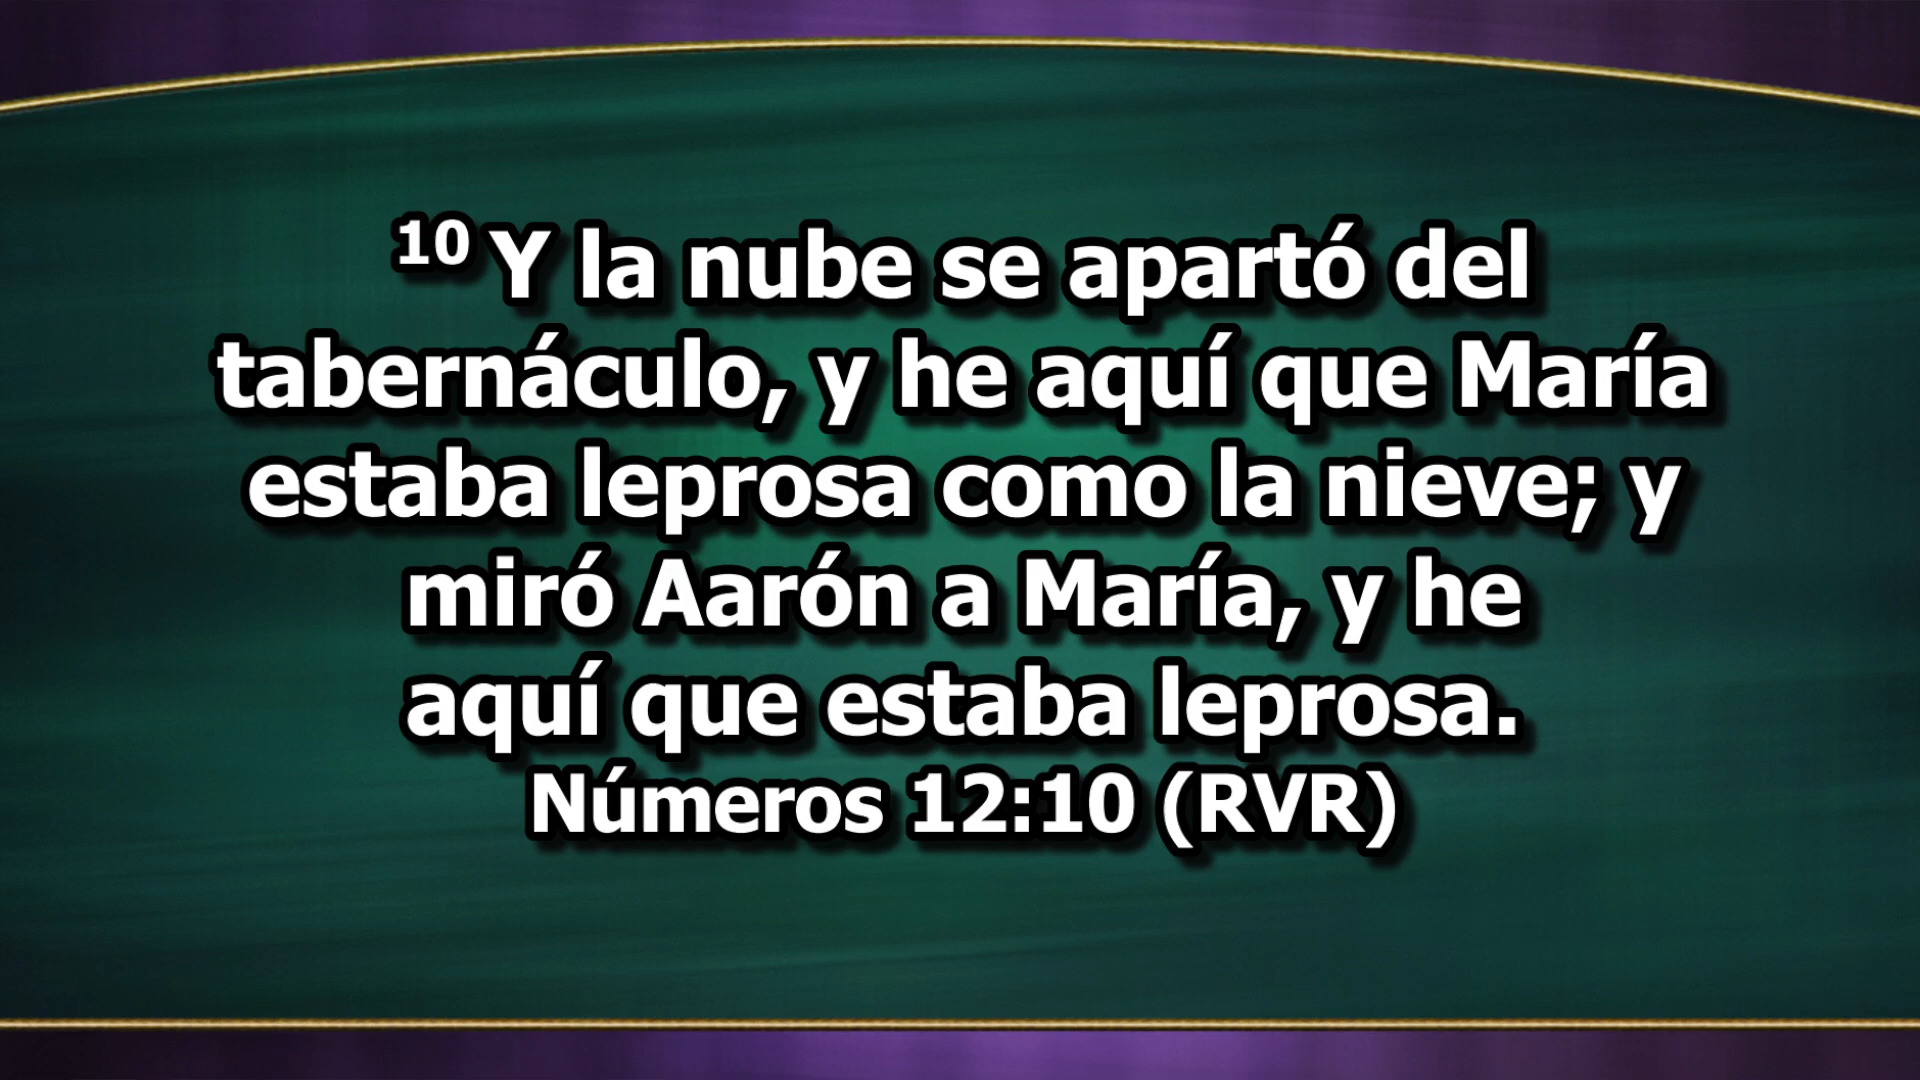 10 Y la nube se apartó del
tabernáculo, y he aquí que María
estaba leprosa como la nieve; y
miró Aarón a María, y he
aquí que estaba leprosa.
Números 12:10 (RVR)